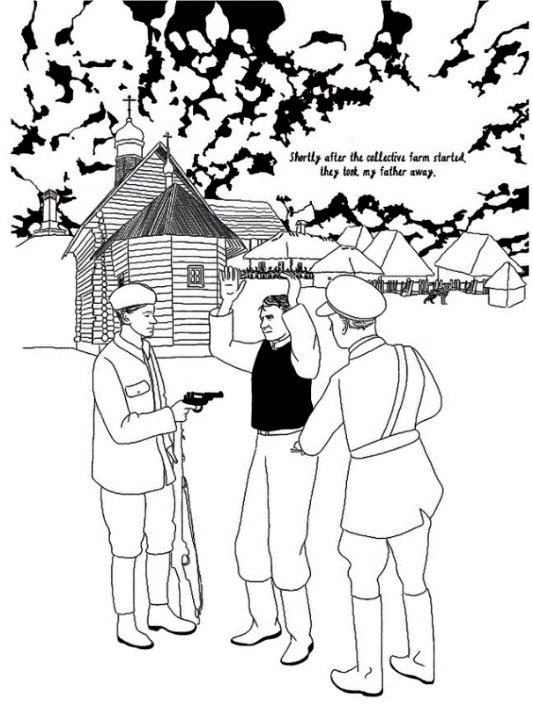 Shortly after the collective farm started,
they took my father away.